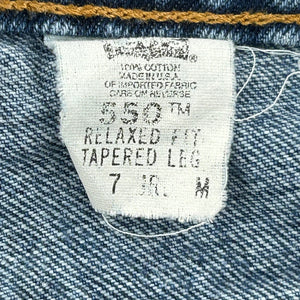 100% COTTON
MADE IN U.S.A.
OF IMPORTED FABRIC
CARE ON REVERSE
550™
RELAXED FIT
TAPERED LEG
7 JR. M